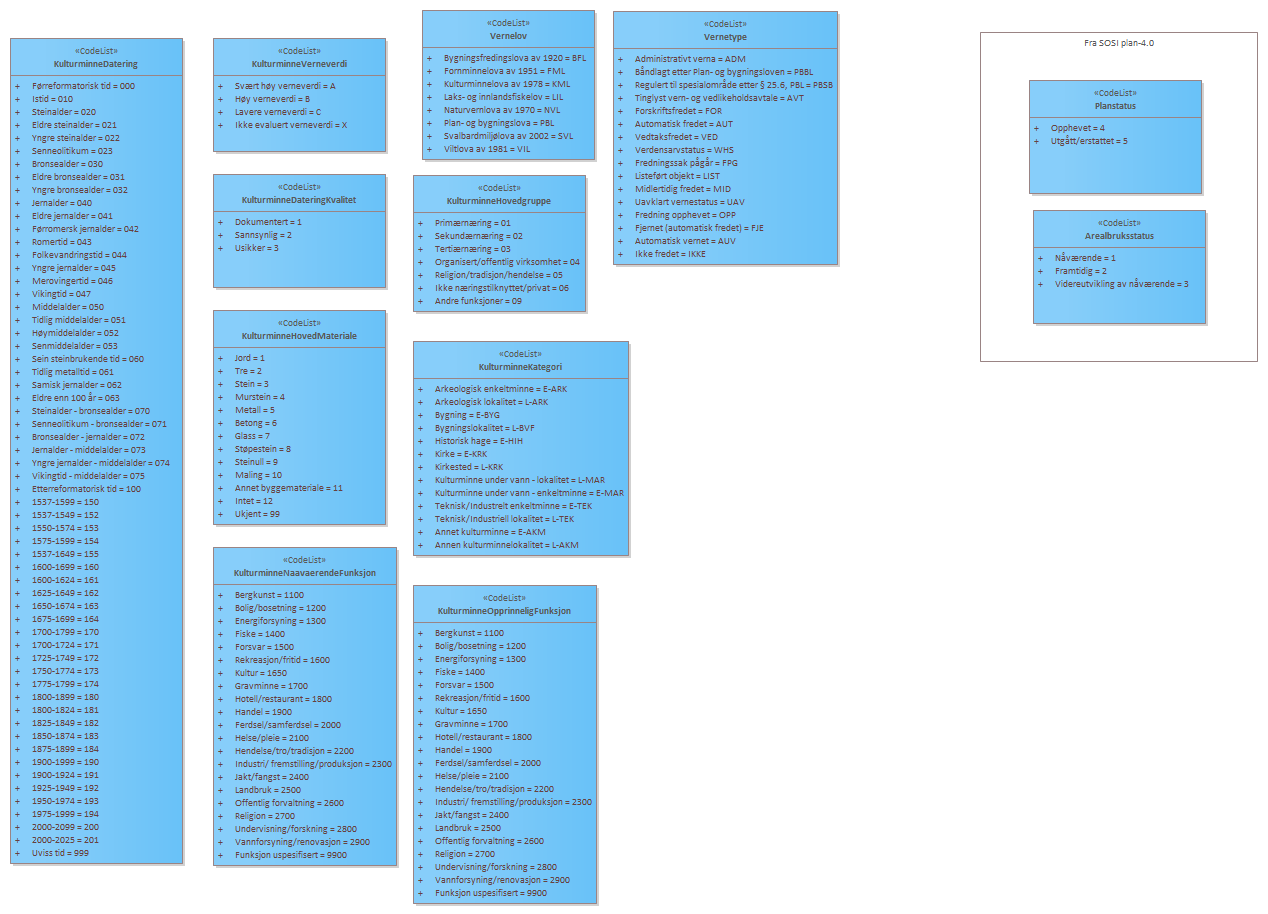 «CodeList»
KulturminneDatering
+ Førreformatorisk tid = 000
+ Istid = 010
+ Steinalder = 020
+ Eldre steinalder = 021
+ Yngre steinalder = 022
+ Senneolitikum = 023
+ Bronsealder = 030
+ Eldre bronsealder = 031
+ Yngre bronsealder = 032
+ Jernalder = 040
+ Eldre jernalder = 041
+ Førromersk jernalder = 042
+ Romertid = 043
+ Folkevandringstid = 044
+ Yngre jernalder = 045
+ Merovingertid = 046
+ Vikingtid = 047
+ Middelalder = 050
+ Tidlig middelalder = 051
+ Høymiddelalder = 052
+ Senmiddelalder = 053
+ Sein steinbrukende tid = 060
+ Tidlig metalltid = 061
+ Samisk jernalder = 062
+ Eldre enn 100 år = 063
+ Steinalder - bronsealder = 070
+ Senneolitikum - bronsealder = 071
+ Bronsealder - jernalder = 072
+ Jernalder - middelalder = 073
+ Yngre jernalder - middelalder = 074
+ Vikingtid - middelalder = 075
+ Etterreformatorisk tid = 100
+ 1537-1599 = 150
+ 1537-1549 = 152
+ 1550-1574 = 153
+ 1575-1599 = 154
+ 1537-1649 = 155
+ 1600-1699 = 160
+ 1600-1624 = 161
+ 1625-1649 = 162
+ 1650-1674 = 163
+ 1675-1699 = 164
+ 1700-1799 = 170
+ 1700-1724 = 171
+ 1725-1749 = 172
+ 1750-1774 = 173
+ 1775-1799 = 174
+ 1800-1899 = 180
+ 1800-1824 = 181
+ 1825-1849 = 182
+ 1850-1874 = 183
+ 1875-1899 = 184
+ 1900-1999 = 190
+ 1900-1924 = 191
+ 1925-1949 = 192
+ 1950-1974 = 193
+ 1975-1999 = 194
+ 2000-2099 = 200
+ 2000-2025 = 201
+ Uviss tid = 999
«CodeList»
KulturminneVerneverdi
+ Svært høy verneverdi = A
+ Høy verneverdi = B
+ Lavere verneverdi = C
+ Ikke evaluert verneverdi = X
«CodeList»
KulturminneDateringKvalitet
+ Dokumentert = 1
+ Sannsynlig = 2
+ Usikker = 3
«CodeList»
KulturminneHovedMateriale
+ Jord = 1
+ Tre = 2
+ Stein = 3
+ Murstein = 4
+ Metall = 5
+ Betong = 6
+ Glass = 7
+ Støpestein = 8
+ Steinull = 9
+ Maling = 10
+ Annet byggemateriale = 11
+ Intet = 12
+ Ukjent = 99
«CodeList»
KulturminneNaavaerendeFunksjon
+ Bergkunst = 1100
+ Bolig/bosetning = 1200
+ Energiforsyning = 1300
+ Fiske = 1400
+ Forsvar = 1500
+ Rekreasjon/fritid = 1600
+ Kultur = 1650
+ Gravminne = 1700
+ Hotell/restaurant = 1800
+ Handel = 1900
+ Ferdsel/samferdsel = 2000
+ Helse/pleie = 2100
+ Hendelse/tro/tradisjon = 2200
+ Industri/ fremstilling/produksjon = 2300
+ Jakt/fangst = 2400
+ Landbruk = 2500
+ Offentlig forvaltning = 2600
+ Religion = 2700
+ Undervisning/forskning = 2800
+ Vannforsyning/renovasjon = 2900
+ Funksjon uspesifisert = 9900
«CodeList»
Vernelov
+ Bygningsfredingslova av 1920 = BFL
+ Fornminnelova av 1951 = FML
+ Kulturminnelova av 1978 = KML
+ Laks- og innlandsfiskelov = LIL
+ Naturvernlova av 1970 = NVL
+ Plan- og bygningslova = PBL
+ Svalbardmiljølova av 2002 = SVL
+ Viltlova av 1981 = VIL
«CodeList»
KulturminneHovedgruppe
+ Primærnæring = 01
+ Sekundærnæring = 02
+ Tertiærnæring = 03
+ Organisert/offentlig virksomhet = 04
+ Religion/tradisjon/hendelse = 05
+ Ikke næringstilknyttet/privat = 06
+ Andre funksjoner = 09
«CodeList»
KulturminneKategori
+ Arkeologisk enkeltminne = E-ARK
+ Arkeologisk lokalitet = L-ARK
+ Bygning = E-BYG
+ Bygningslokalitet = L-BVF
+ Historisk hage = E-HIH
+ Kirke = E-KRK
+ Kirkested = L-KRK
+ Kulturminne under vann - lokalitet = L-MAR
+ Kulturminne under vann - enkeltminne = E-MAR
+ Teknisk/Industrelt enkeltminne = E-TEK
+ Teknisk/Industriell lokalitet = L-TEK
+ Annet kulturminne = E-AKM
+ Annen kulturminnelokalitet = L-AKM
«CodeList»
KulturminneOpprinneligFunksjon
+ Bergkunst = 1100
+ Bolig/bosetning = 1200
+ Energiforsyning = 1300
+ Fiske = 1400
+ Forsvar = 1500
+ Rekreasjon/fritid = 1600
+ Kultur = 1650
+ Gravminne = 1700
+ Hotell/restaurant = 1800
+ Handel = 1900
+ Ferdsel/samferdsel = 2000
+ Helse/pleie = 2100
+ Hendelse/tro/tradisjon = 2200
+ Industri/ fremstilling/produksjon = 2300
+ Jakt/fangst = 2400
+ Landbruk = 2500
+ Offentlig forvaltning = 2600
+ Religion = 2700
+ Undervisning/forskning = 2800
+ Vannforsyning/renovasjon = 2900
+ Funksjon uspesifisert = 9900
«CodeList»
Vernetype
+ Administrativt verna = ADM
+ Båndlagt etter Plan- og bygningsloven = PBBL
+ Regulert til spesialområde etter § 25.6, PBL = PBSB
+ Tinglyst vern- og vedlikeholdsavtale = AVT
+ Forskriftsfredet = FOR
+ Automatisk fredet = AUT
+ Vedtaksfredet = VED
+ Verdensarvstatus = WHS
+ Fredningssak pågår = FPG
+ Listeført objekt = LIST
+ Midlertidig fredet = MID
+ Uavklart vernestatus = UAV
+ Fredning opphevet = OPP
+ Fjernet (automatisk fredet) = FJE
+ Automatisk vernet = AUV
+ Ikke fredet = IKKE
Fra SOSI plan-4.0
«CodeList»
Planstatus
+ Opphevet = 4
+ Utgått/erstattet = 5
«CodeList»
Arealbruksstatus
+ Nåværende = 1
+ Framtidig = 2
+ Videreutvikling av nåværende = 3